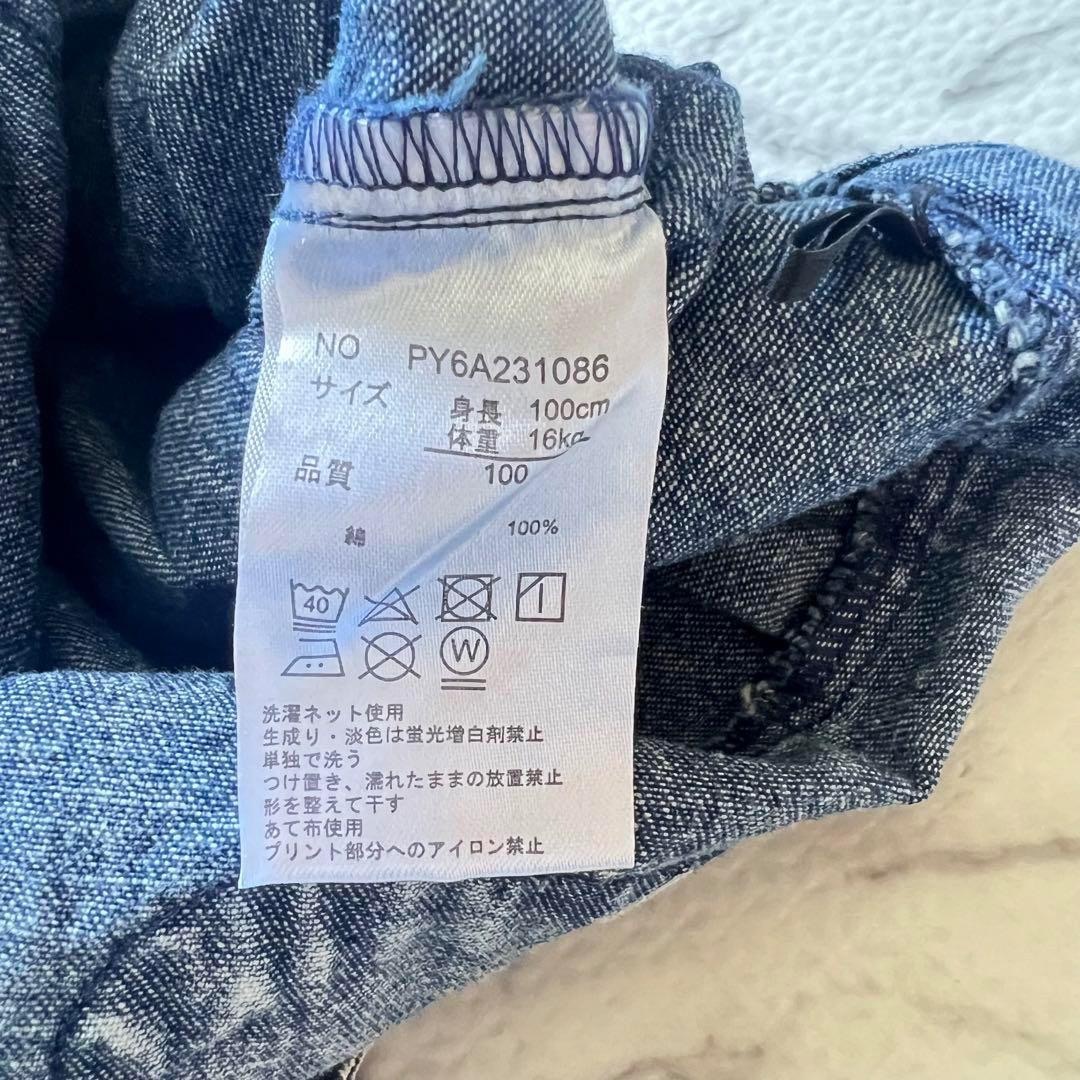 NO PY6A231086
サイズ 身長 100cm
体重 16kg
100
品質
綿 100%
40
W
洗濯ネット使用
生成り・淡色は蛍光増白剤禁止
単独で洗う
つけ置き、濡れたままの放置禁止
形を整えて干す
あて布使用
プリント部分へのアイロン禁止